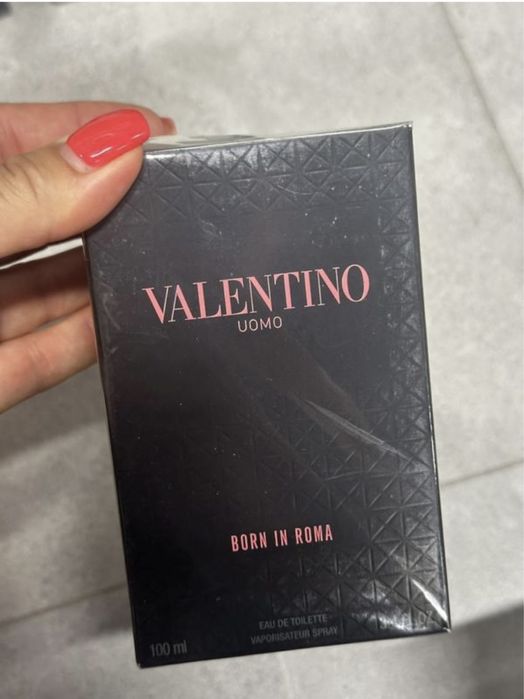 VALENTINO
UOMO
BORN IN ROMA
EAU DE TOILETTE
VAPORISATEUR SPRAY
100 ml